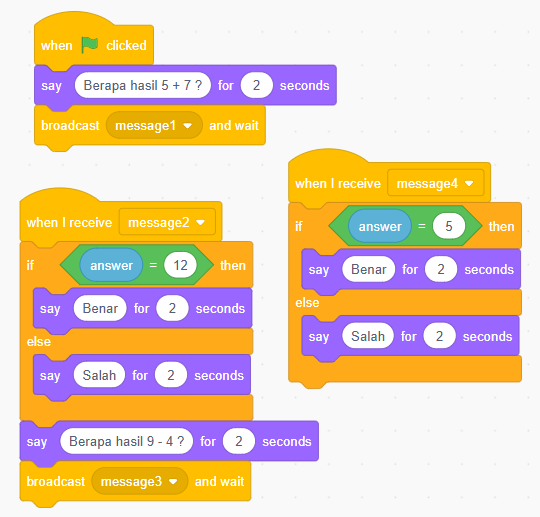 when clicked
say Berapa hasil 5 + 7 ? for 2 seconds
broadcast message1 and wait
when I receive message2
if answer = 12 then
say Benar for 2 seconds
else
say Salah for 2 seconds
say Berapa hasil 9 - 4 ? for 2 seconds
broadcast message3 and wait
when I receive message4
if answer = 5 then
say Benar for 2 seconds
else
say Salah for 2 seconds